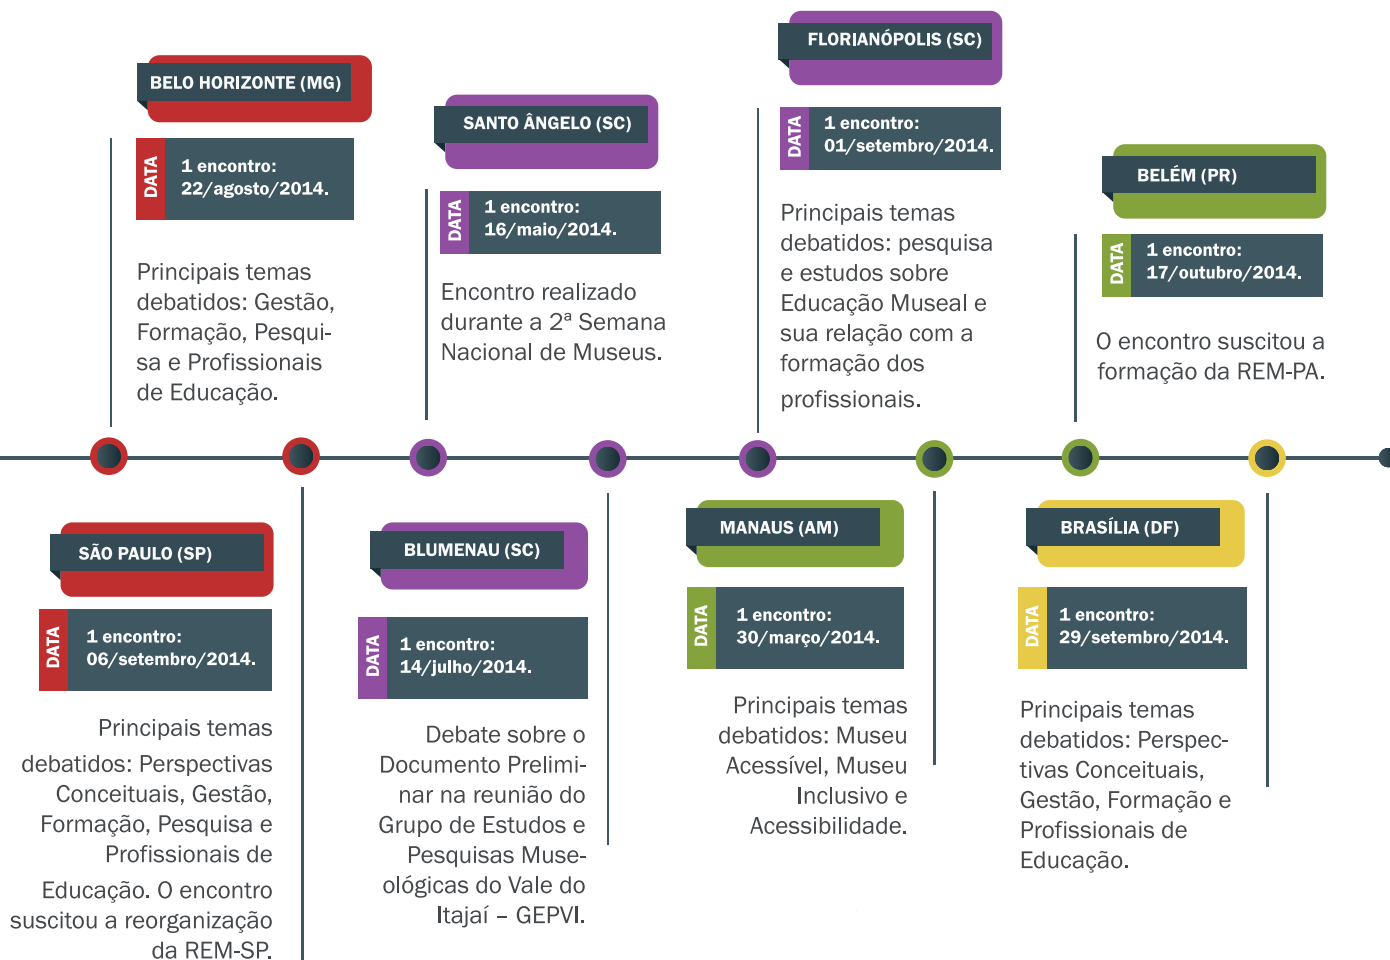 BELO HORIZONTE (MG)
DATA
1 encontro:
22/agosto/2014.
Principais temas
debatidos: Gestão,
Formação, Pesqui-
sa e Profissionais
de Educação.
SÃO PAULO (SP)
DATA
1 encontro:
06/setembro/2014.
Principais temas
debatidos: Perspectivas
Conceituais, Gestão,
Formação, Pesquisa e
Profissionais de
Educação. O encontro
suscitou a reorganização
da REM-SP.
SANTO ÂNGELO (SC)
DATA
1 encontro:
16/maio/2014.
Encontro realizado
durante a 2ª Semana
Nacional de Museus.
BLUMENAU (SC)
DATA
1 encontro:
14/julho/2014.
Debate sobre o
Documento Prelimi-
nar na reunião do
Grupo de Estudos e
Pesquisas Muse-
ológicas do Vale do
Itajaí – GEPVI.
FLORIANÓPOLIS (SC)
DATA
1 encontro:
01/setembro/2014.
Principais temas
debatidos: pesquisa
e estudos sobre
Educação Museal e
sua relação com a
formação dos
profissionais.
MANAUS (AM)
DATA
1 encontro:
30/março/2014.
Principais temas
debatidos: Museu
Acessível, Museu
Inclusivo e
Acessibilidade.
BELÉM (PR)
DATA
1 encontro:
17/outubro/2014.
O encontro suscitou a
formação da REM-PA.
BRASÍLIA (DF)
DATA
1 encontro:
29/setembro/2014.
Principais temas
debatidos: Perspec-
tivas Conceituais,
Gestão, Formação e
Profissionais de
Educação.